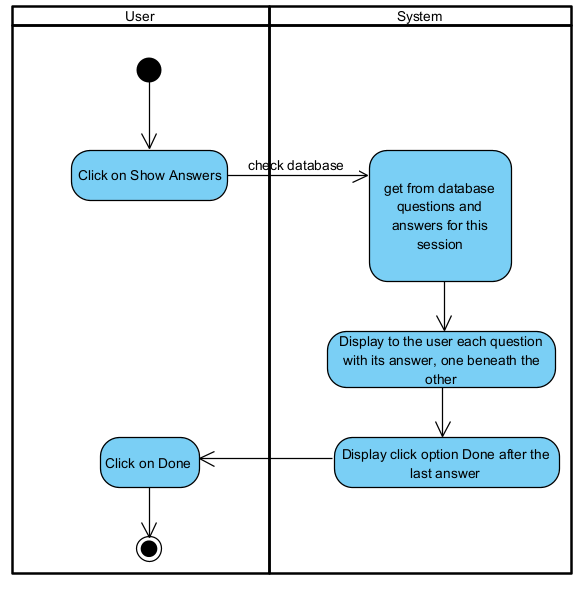 User
System
Click on Show Answers
check database
get from database
questions and
answers for this
session
Display to the user each question
with its answer, one beneath the
other
Display click option Done after the
last answer
Click on Done